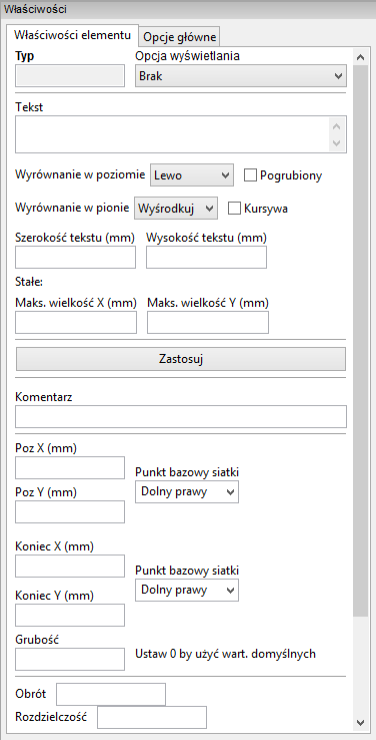 Właściwości
Właściwości elementu Opcje główne
Typ Opcja wyświetlania
Brak
Tekst
Wyrównanie w poziomie Lewo Pogrubiony
Wyrównanie w pionie Wyśrodkuj Kursywa
Szerokość tekstu (mm) Wysokość tekstu (mm)
Stałe:
Maks. wielkość X (mm) Maks. wielkość Y (mm)
Zastosuj
Komentarz
Poz X (mm)
Punkt bazowy siatki
Poz Y (mm) Dolny prawy
Koniec X (mm)
Punkt bazowy siatki
Koniec Y (mm) Dolny prawy
Grubość
Ustaw 0 by użyć wart. domyślnych
Obrót
Rozdzielczość